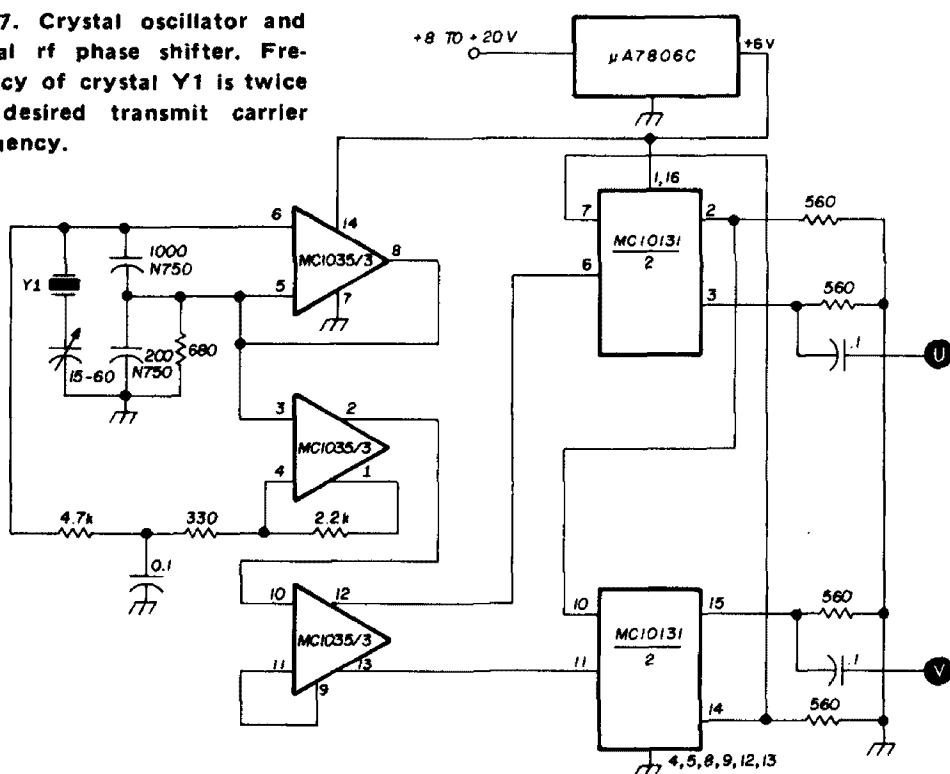 7. Crystal oscillator and
al rf phase shifter. Fre-
cy of crystal Y1 is twice
desired transmit carrier
uency.
+8 TO +20V
μA7806C
+6V
1,16
6
14
MC1035/3
8
5
7
Y1
1000
N750
200
N750
680
15-60
7
MC10131
2
2
6
3
560
560
.1
U
3
2
MC1035/3
4
1
4.7k
330
2.2k
0.1
10
12
MC1035/3
11
13
9
10
MC10131
2
15
11
14
560
.1
V
560
4,5,8,9,12,13